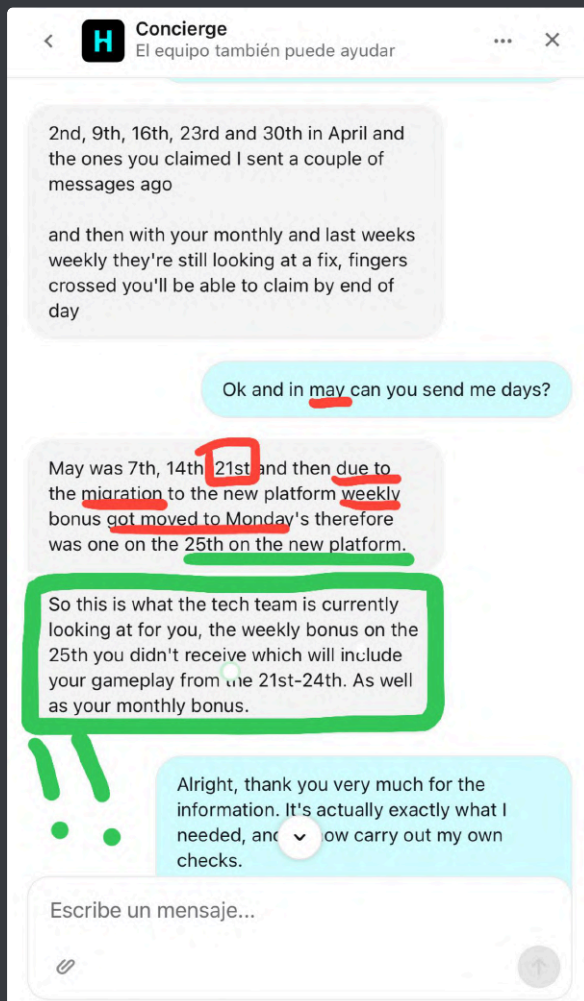 H
Concierge
El equipo también puede ayudar
2nd, 9th, 16th, 23rd and 30th in April and
the ones you claimed I sent a couple of
messages ago
and then with your monthly and last weeks
weekly they're still looking at a fix, fingers
crossed you'll be able to claim by end of
day
Ok and in may can you send me days?
May was 7th, 14th 21st and then due to
the migration to the new platform weekly
bonus got moved to Monday's therefore
was one on the 25th on the new platform.
So this is what the tech team is currently
looking at for you, the weekly bonus on the
25th you didn't receive which will include
your gameplay from the 21st-24th. As well
as your monthly bonus.
!!
Alright, thank you very much for the
information. It's actually exactly what I
needed, carry out my own
checks.
Escribe un mensaje...